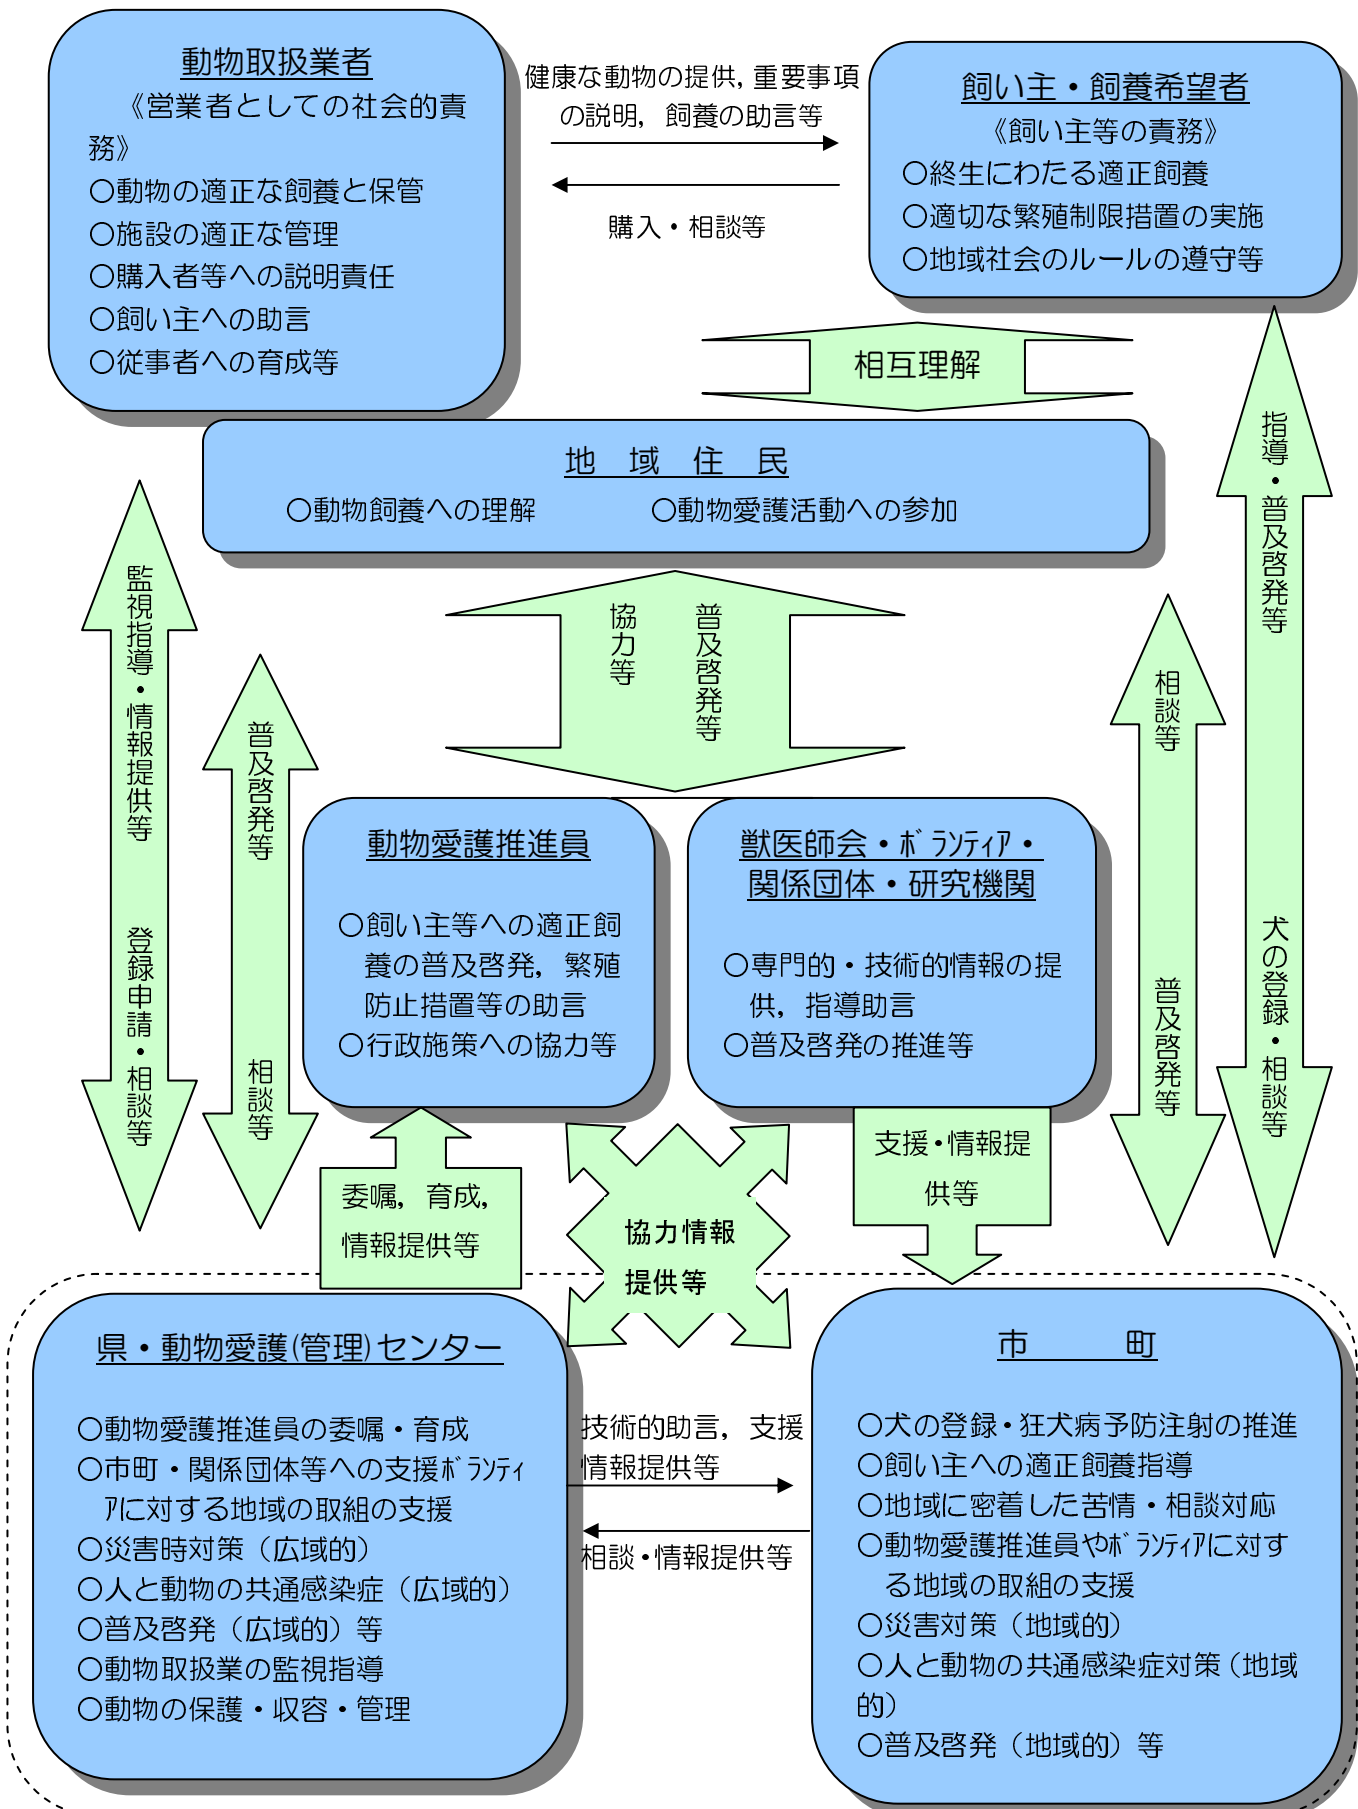 動物取扱業者
《営業者としての社会的責
務》
○動物の適正な飼養と保管
○施設の適正な管理
○購入者等への説明責任
○飼い主への助言
○従事者への育成等
健康な動物の提供,重要事項
の説明，飼養の助言等
購入・相談等
飼い主・飼養希望者
《飼い主等の責務》
○終生にわたる適正飼養
○適切な繁殖制限措置の実施
○地域社会のルールの遵守等
相互理解
地　域　住　民
○動物飼養への理解　　　　○動物愛護活動への参加
監視指導・情報提供等
登録申請・相談等
普及啓発等
相談等
協力等
普及啓発等
相談等
普及啓発等
指導・普及啓発等
犬の登録・相談等
動物愛護推進員
○飼い主等への適正飼
養の普及啓発，繁殖
防止措置等の助言
○行政施策への協力等
獣医師会・ﾎﾞﾗﾝﾃｨｱ・
関係団体・研究機関
○専門的・技術的情報の提
供，指導助言
○普及啓発の推進等
委嘱，育成，
情報提供等
協力情報
提供等
支援・情報提
供等
県・動物愛護(管理)センター
○動物愛護推進員の委嘱・育成
○市町・関係団体等への支援ﾎﾞﾗﾝﾃｨ
ｱに対する地域の取組の支援
○災害時対策（広域的）
○人と動物の共通感染症（広域的）
○普及啓発（広域的）等
○動物取扱業の監視指導
○動物の保護・収容・管理
技術的助言，支援
情報提供等
相談・情報提供等
市　　　町
○犬の登録・狂犬病予防注射の推進
○飼い主への適正飼養指導
○地域に密着した苦情・相談対応
○動物愛護推進員やﾎﾞﾗﾝﾃｨｱに対す
る地域の取組の支援
○災害対策（地域的）
○人と動物の共通感染症対策（地域
的）
○普及啓発（地域的）等